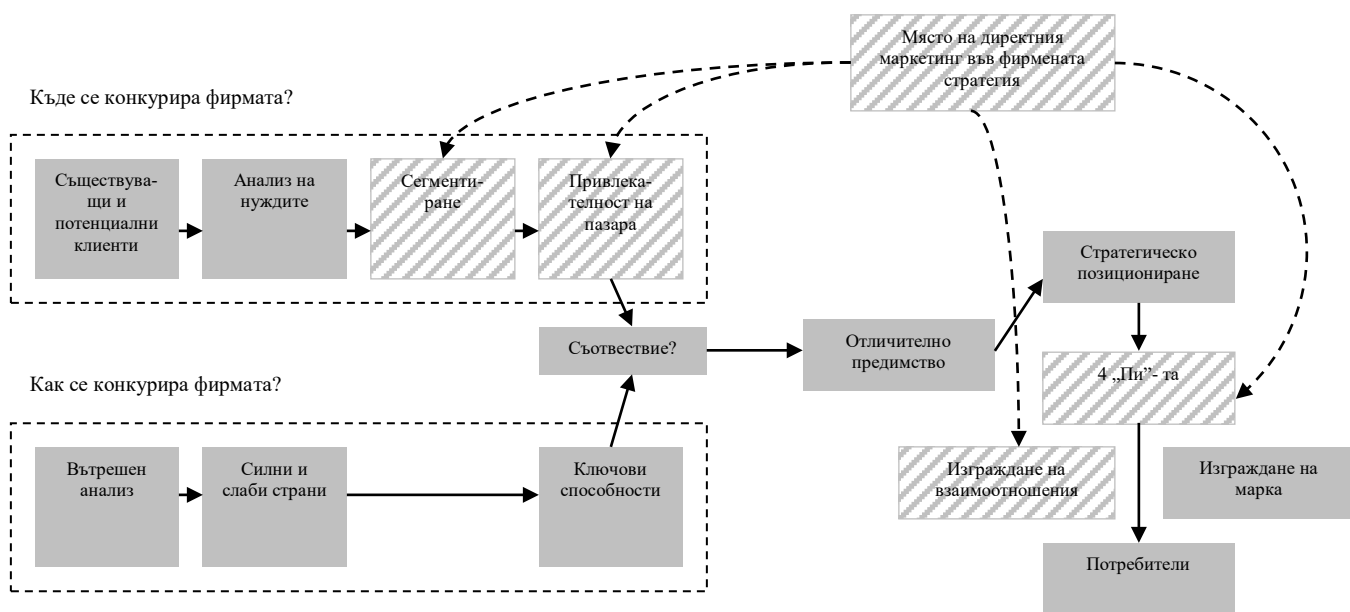 Място на директния
маркетинг във фирмената
стратегия
Къде се конкурира фирмата?
Съществува-
щи и
потенциални
клиенти
Анализ на
нуждите
Сегменти-
ране
Привлека-
телност на
пазара
Стратегическо
позициониране
Съотвествие?
Отличително
предимство
4 „Пи”- та
Как се конкурира фирмата?
Вътрешен
анализ
Силни и
слаби страни
Ключови
способности
Изграждане на
взаимоотношения
Изграждане на
марка
Потребители